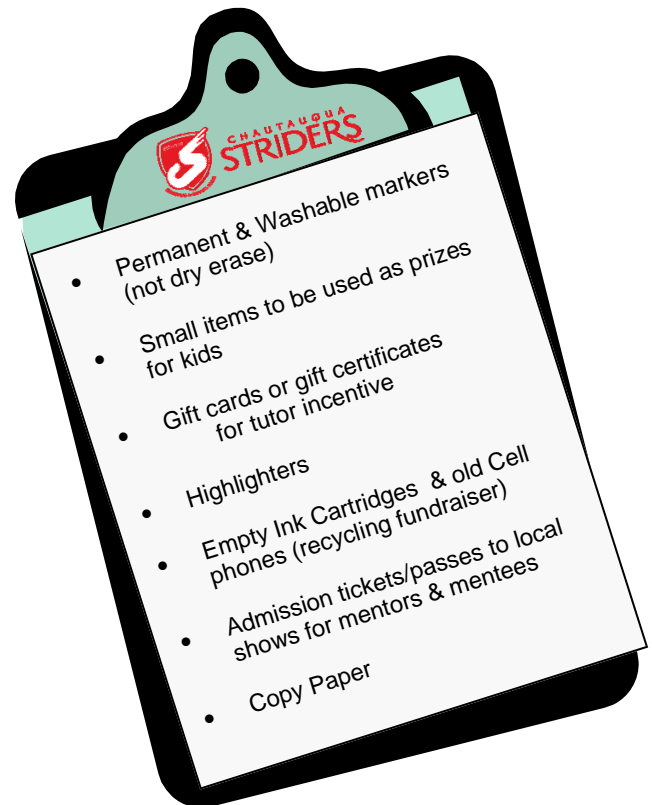 CHAUTAUQUA
STRIDERS
• Permanent & Washable markers
(not dry erase)
• Small items to be used as prizes
for kids
• Gift cards or gift certificates
for tutor incentive
• Highlighters
• Empty Ink Cartridges & old Cell
phones (recycling fundraiser)
• Admission tickets/passes to local
shows for mentors & mentees
• Copy Paper